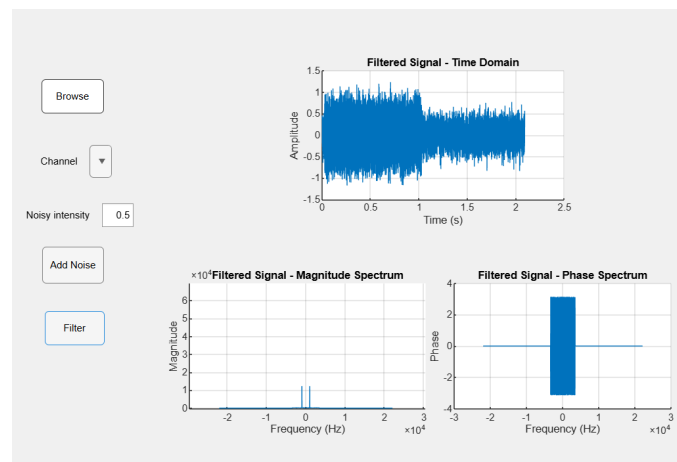 Browse
Channel
Noisy intensity 0.5
Add Noise
Filter
Filtered Signal - Time Domain
1.5
1
0.5
0
-0.5
-1
-1.5
Amplitude
0 0.5 1 1.5 2 2.5
Time (s)
×10⁴ Filtered Signal - Magnitude Spectrum
6
5
4
3
2
1
0
Magnitude
-2 -1 0 1 2 3
Frequency (Hz) ×10⁴
Filtered Signal - Phase Spectrum
4
2
0
-2
-4
Phase
-3 -2 -1 0 1 2 3
Frequency (Hz) ×10⁴